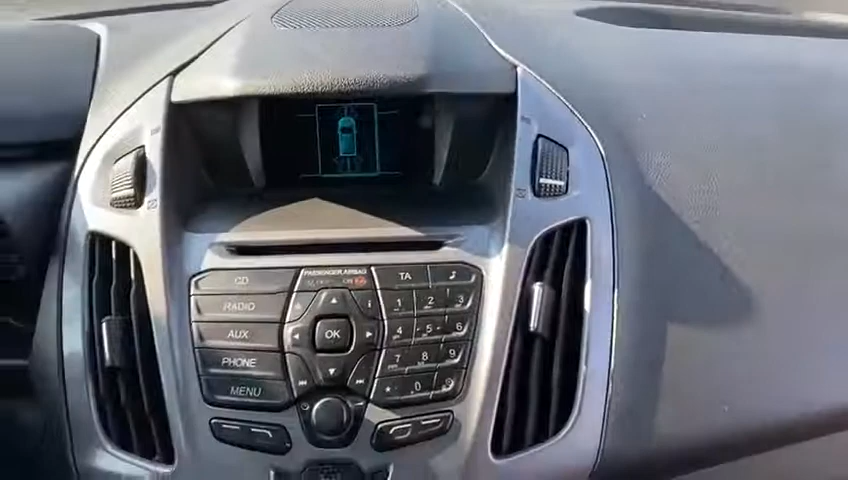 PASSENGER AIRBAG
CD
TA
RADIO
1 2 3
AUX
OK
4 5 6
PHONE
7 8 9
MENU
* 0 #